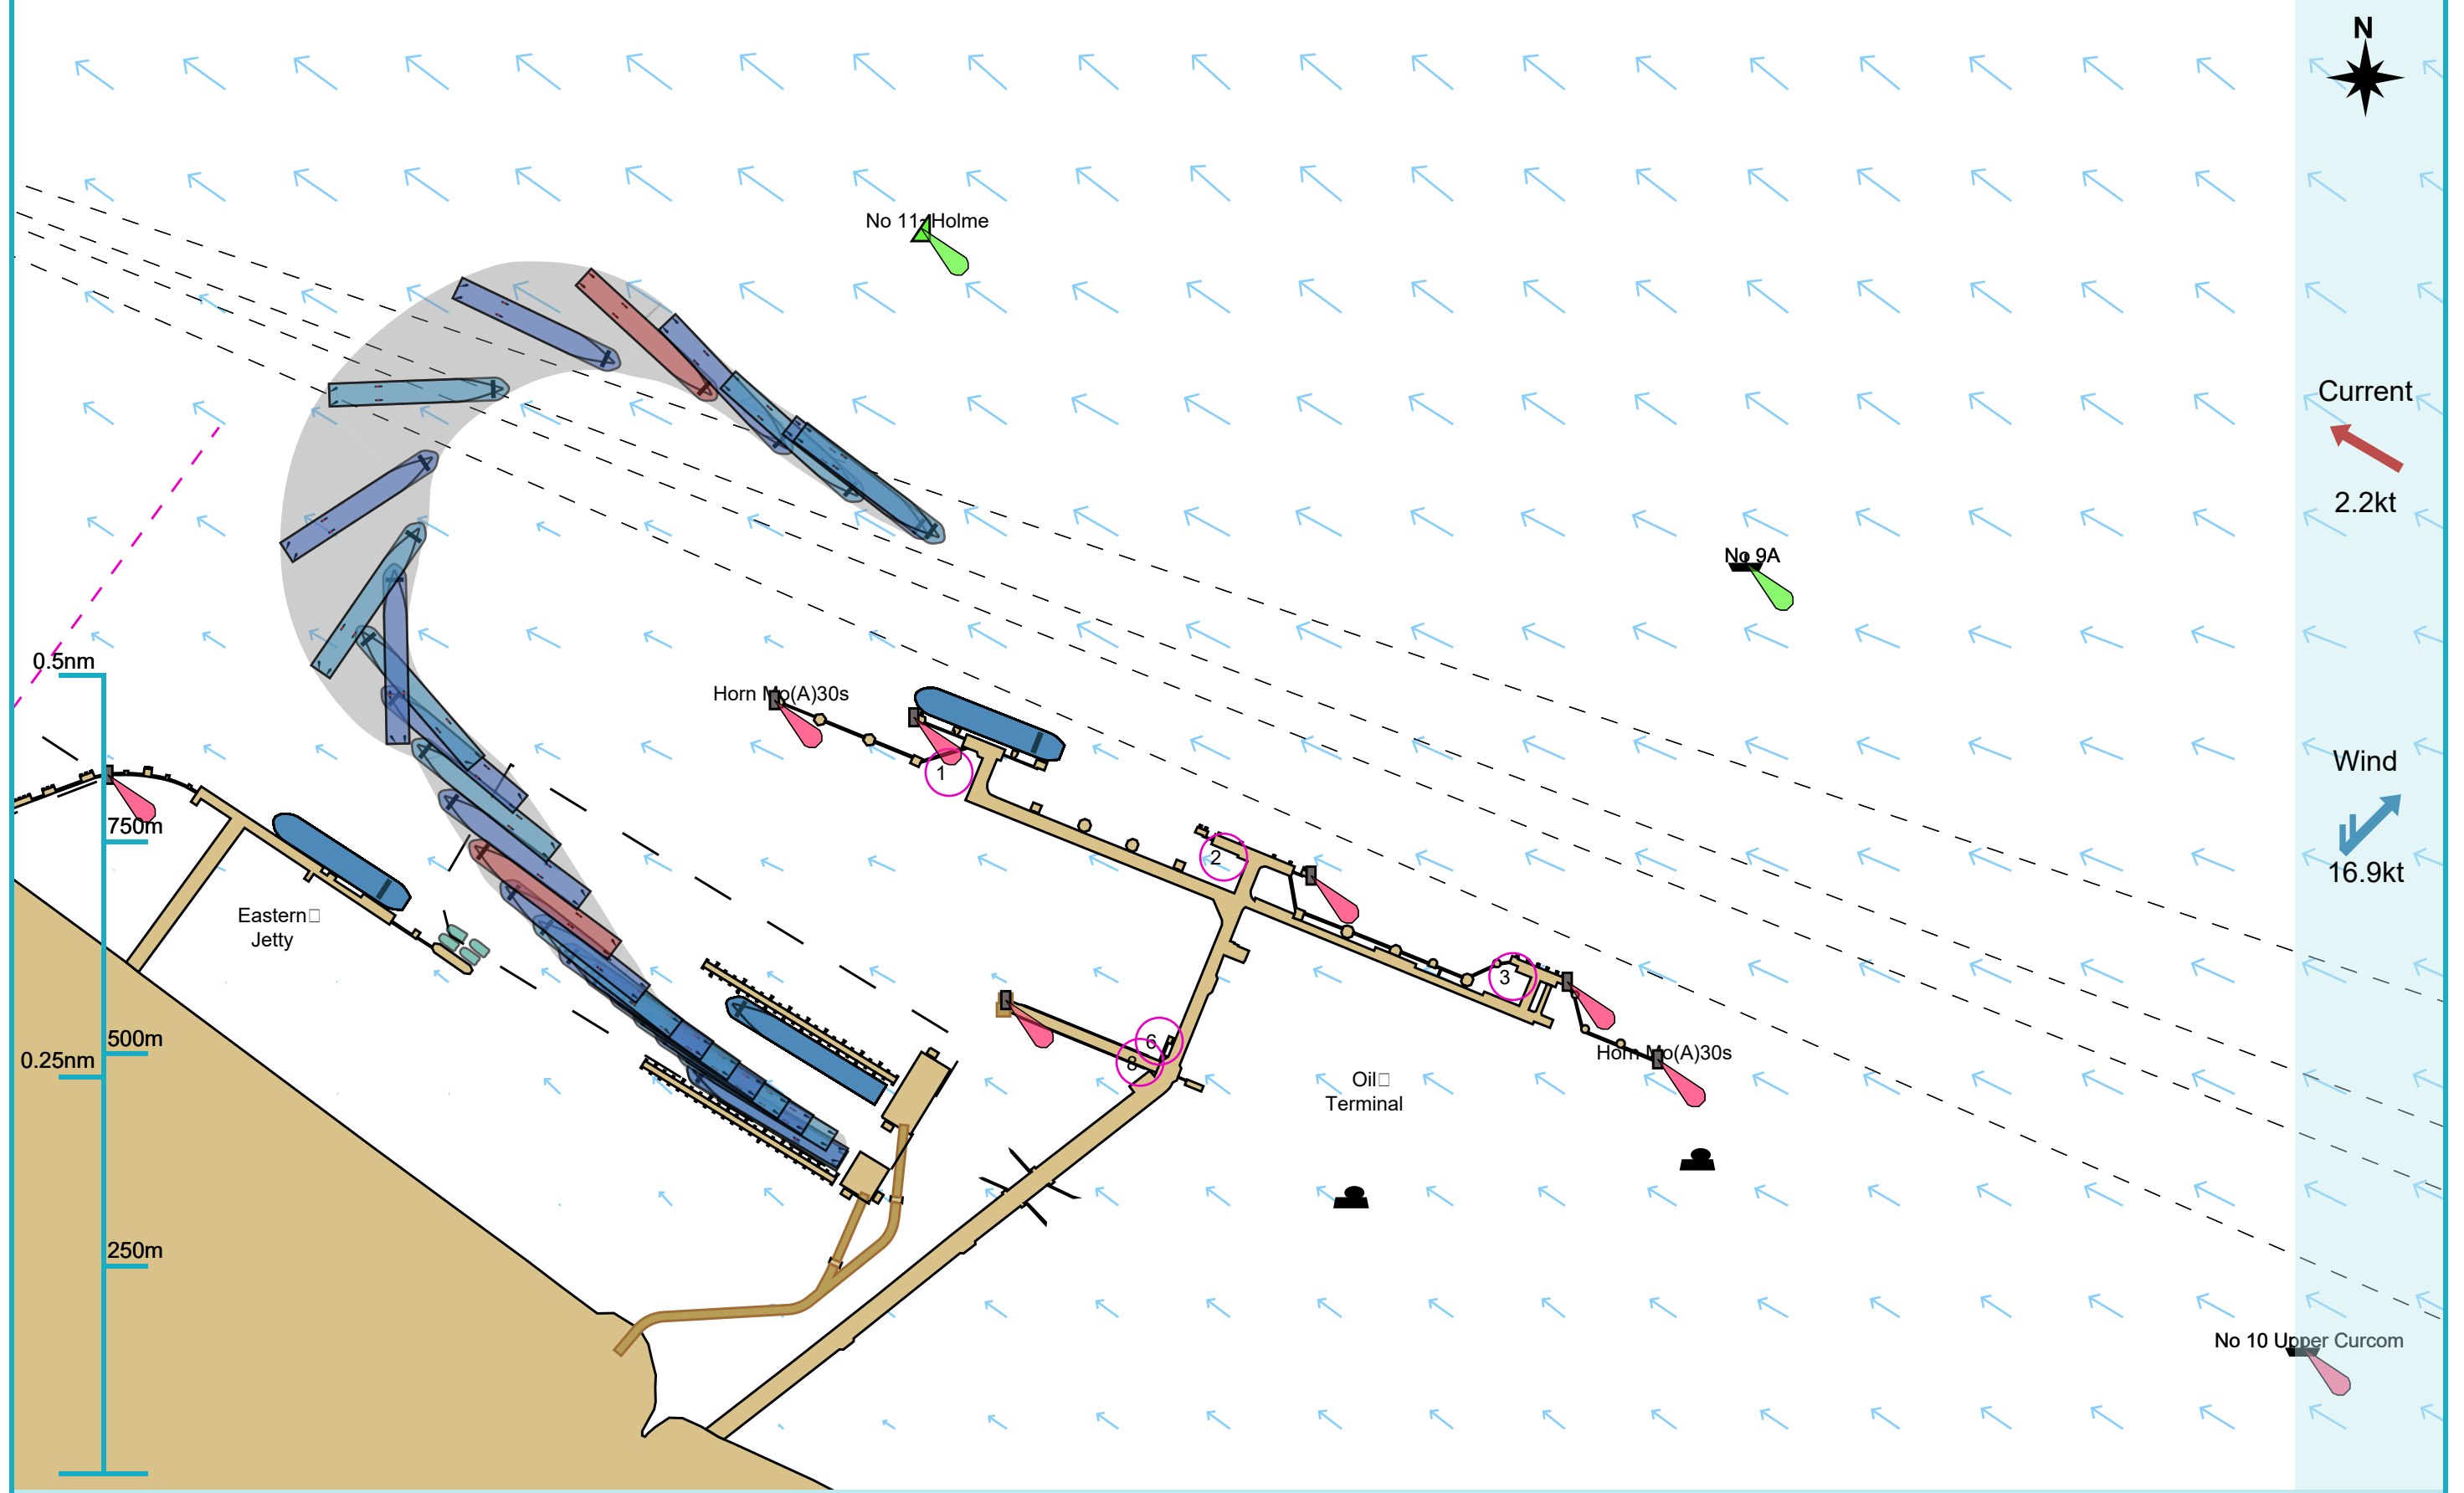 N
No 11 Holme
Current
2.2kt
No 9A
0.5nm
Horn Mo(A)30s
Wind
16.9kt
1
750m
2
Eastern
Jetty
3
500m
0.25nm
6
8
Horn Mo(A)30s
Oil
Terminal
250m
No 10 Upper Curcom